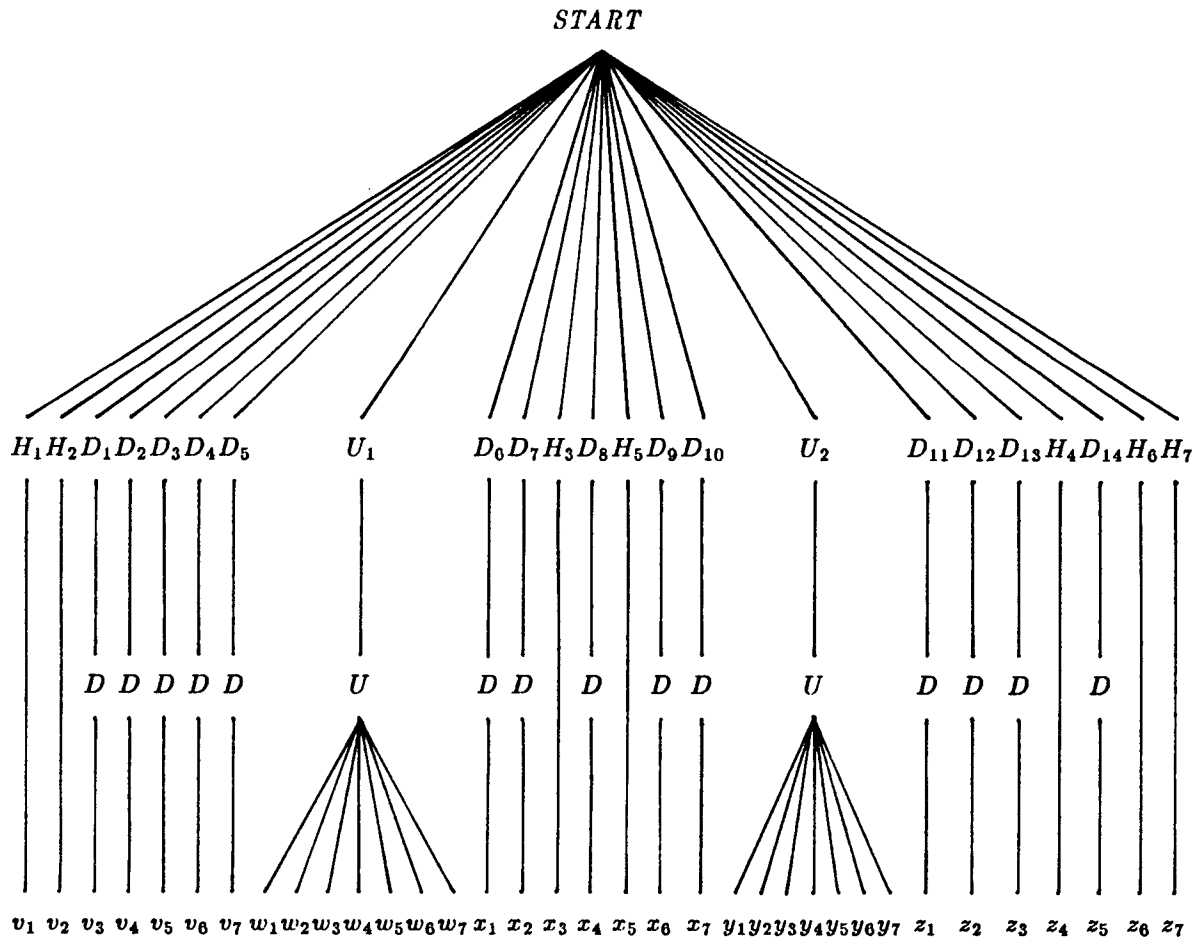 START
H₁ H₂ D₁ D₂ D₃ D₄ D₅ U₁ D₆ D₇ H₃ D₈ H₅ D₉ D₁₀ U₂ D₁₁ D₁₂ D₁₃ H₄ D₁₄ H₆ H₇
D D D D D U D D D D D U D D D D
v₁ v₂ v₃ v₄ v₅ v₆ v₇ w₁ w₂ w₃ w₄ w₅ w₆ w₇ x₁ x₂ x₃ x₄ x₅ x₆ x₇ y₁ y₂ y₃ y₄ y₅ y₆ y₇ z₁ z₂ z₃ z₄ z₅ z₆ z₇